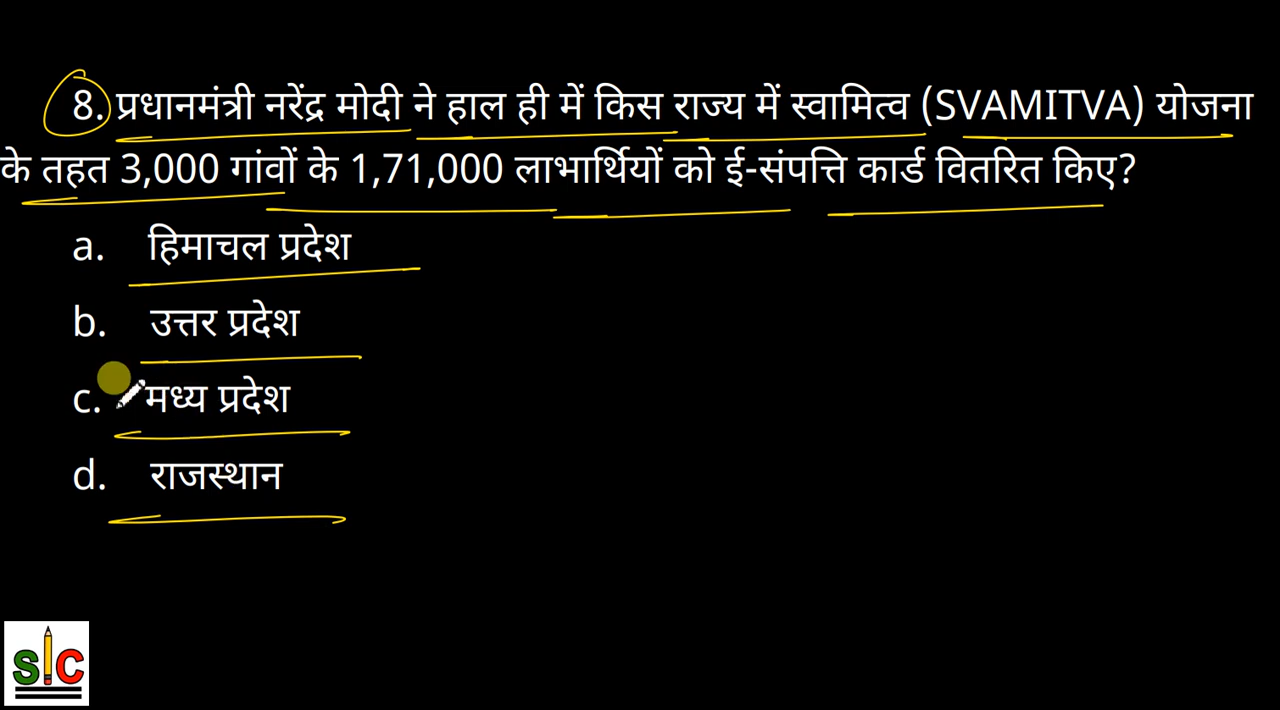 8. प्रधानमंत्री नरेंद्र मोदी ने हाल ही में किस राज्य में स्वामित्व (SVAMITVA) योजना
के तहत 3,000 गांवों के 1,71,000 लाभार्थियों को ई-संपत्ति कार्ड वितरित किए?
a. हिमाचल प्रदेश
b. उत्तर प्रदेश
c. मध्य प्रदेश
d. राजस्थान
SIC